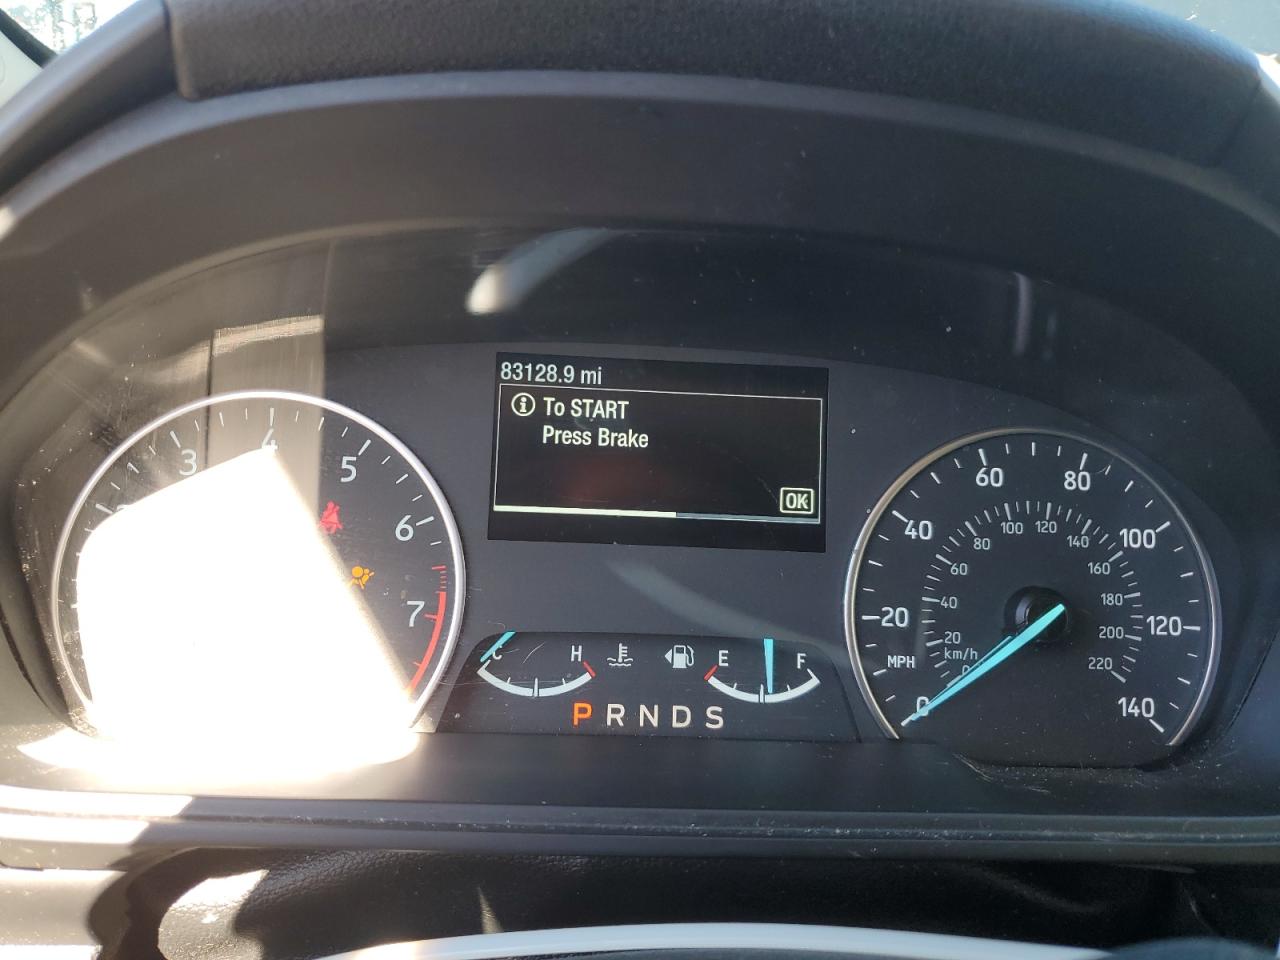 83128.9 mi
i To START
Press Brake
OK
3 4 5 6 7
C H
E F
P R N D S
0 20 40 60 80 100 120 140
MPH
0 20 40 60 80 100 120 140 160 180 200 220
km/h